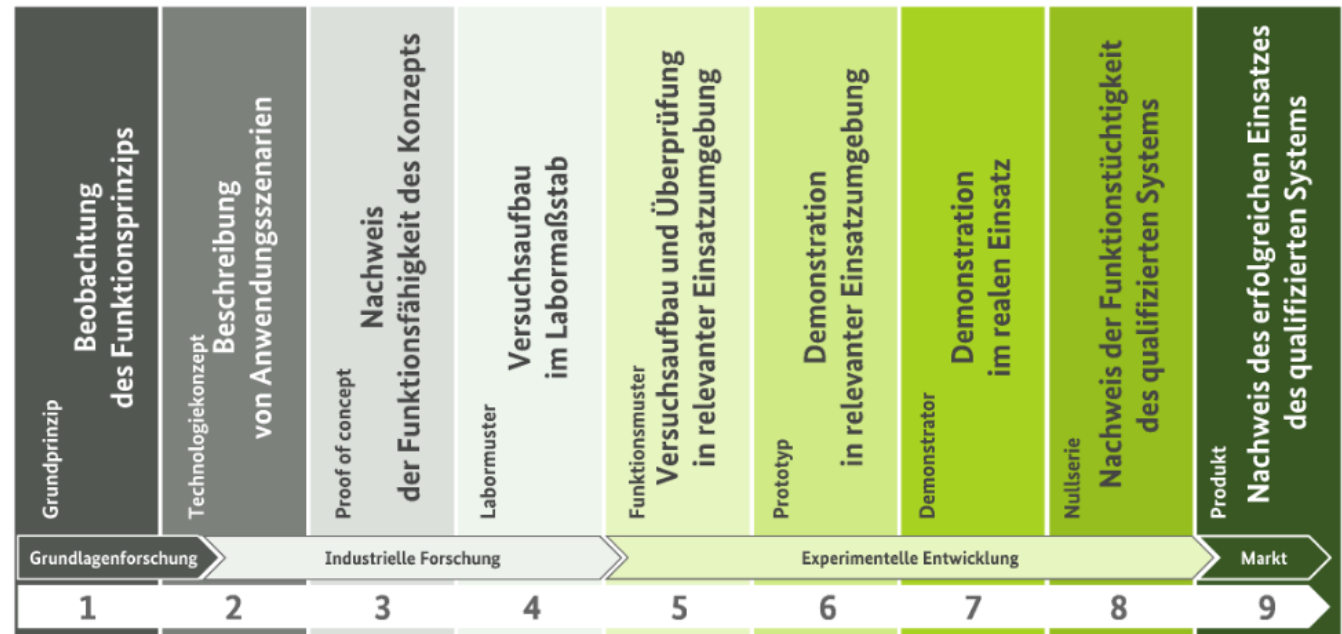 Grundprinzip
Beobachtung
des Funktionsprinzips
Technologiekonzept
Beschreibung
von Anwendungsszenarien
Proof of concept
Nachweis
der Funktionsfähigkeit des Konzepts
Labormuster
Versuchsaufbau
im Labormaßstab
Funktionsmuster
Versuchsaufbau und Überprüfung
in relevanter Einsatzumgebung
Prototyp
Demonstration
in relevanter Einsatzumgebung
Demonstrator
Demonstration
im realen Einsatz
Nullserie
Nachweis der Funktionstüchtigkeit
des qualifizierten Systems
Produkt
Nachweis des erfolgreichen Einsatzes
des qualifizierten Systems
Grundlagenforschung
Industrielle Forschung
Experimentelle Entwicklung
Markt
1 2 3 4 5 6 7 8 9